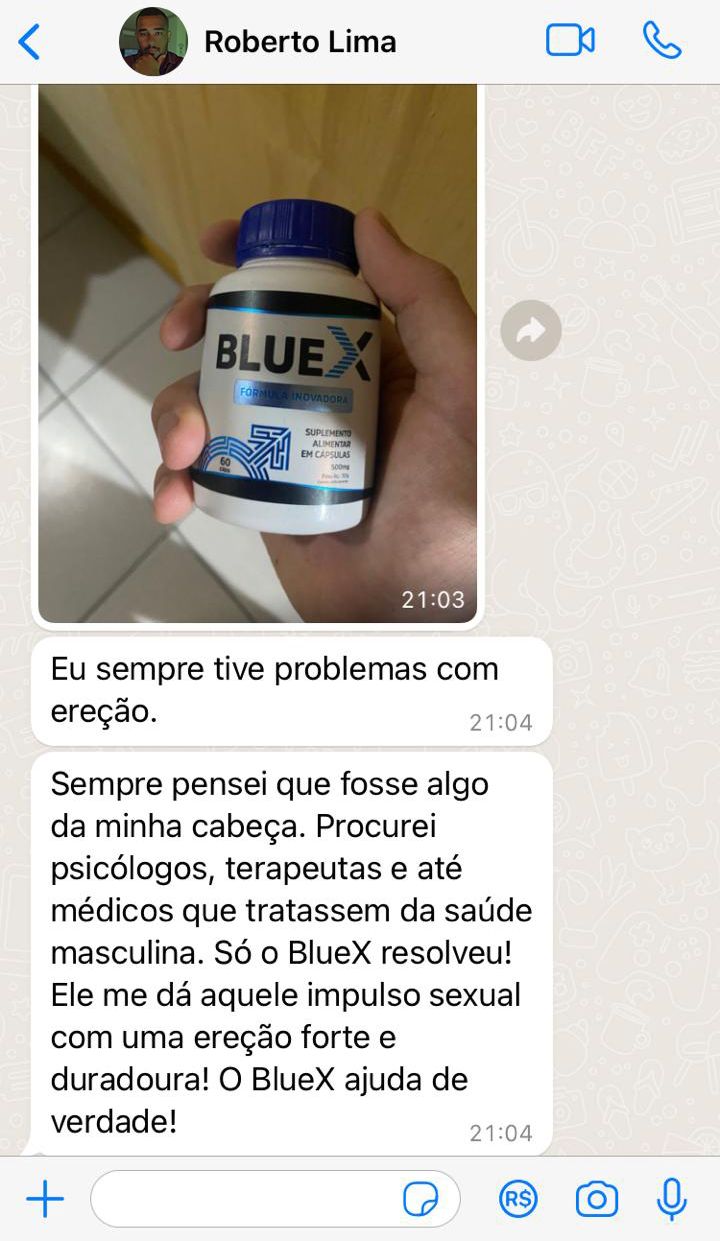 Roberto Lima
BLUEX
FÓRMULA INOVADORA
SUPLEMENTO
ALIMENTAR
EM CÁPSULAS
500mg
60
21:03
Eu sempre tive problemas com
ereção.
21:04
Sempre pensei que fosse algo
da minha cabeça. Procurei
psicólogos, terapeutas e até
médicos que tratassem da saúde
masculina. Só o BlueX resolveu!
Ele me dá aquele impulso sexual
com uma ereção forte e
duradoura! O BlueX ajuda de
verdade!
21:04
R$